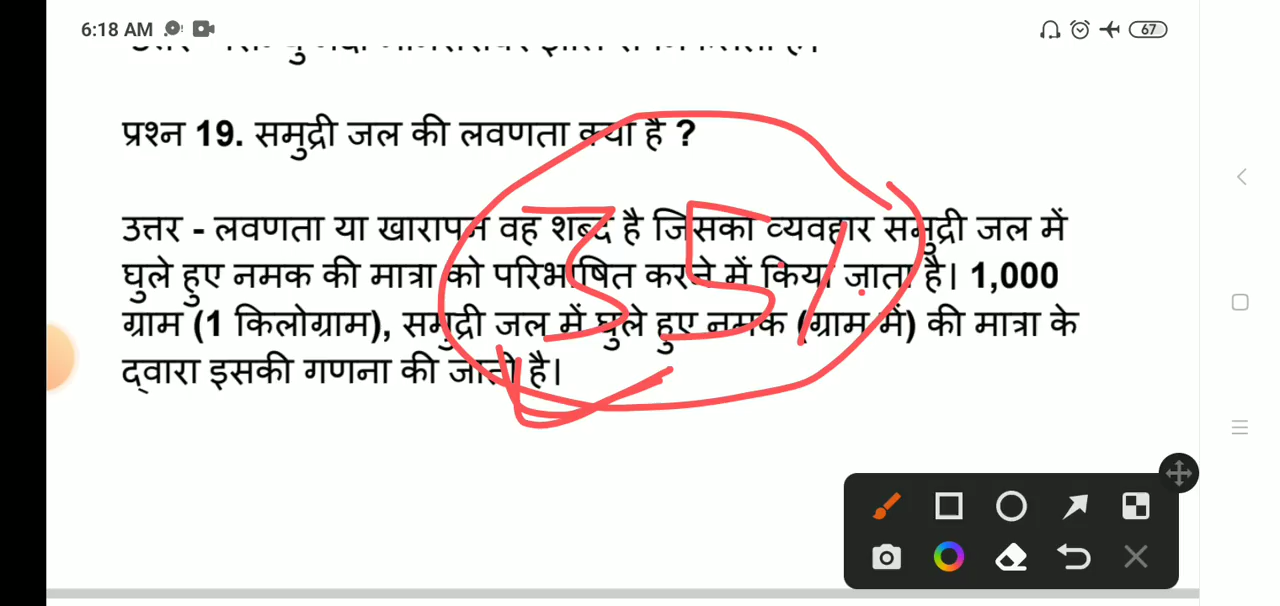 6:18 AM
67
प्रश्न 19. समुद्री जल की लवणता क्या है ?
उत्तर - लवणता या खारापन वह शब्द है जिसका व्यवहार समुद्री जल में
घुले हुए नमक की मात्रा को परिभाषित करने में किया जाता है। 1,000
ग्राम (1 किलोग्राम), समुद्री जल में घुले हुए नमक (ग्राम में) की मात्रा के
द्वारा इसकी गणना की जाती है।
35%